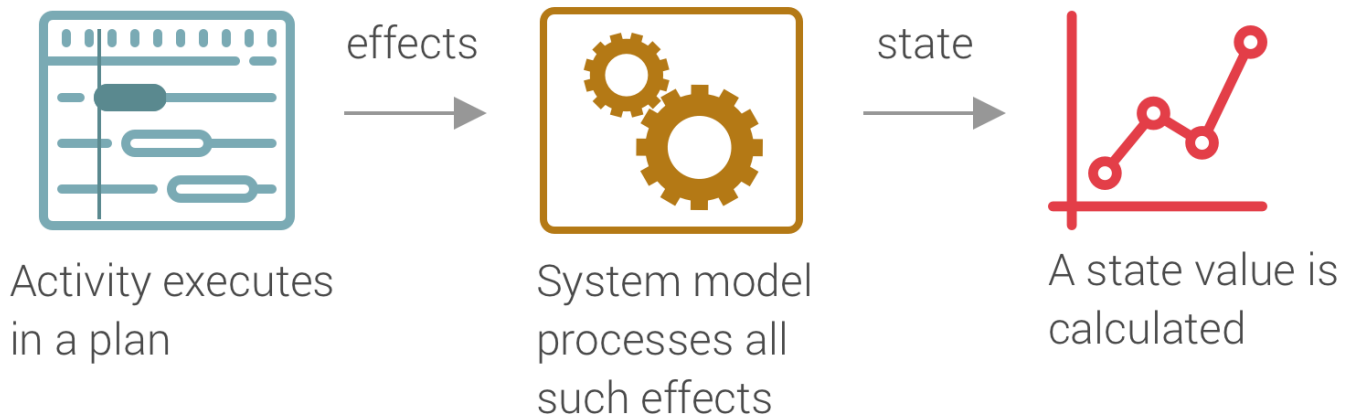 effects
state
Activity executes
in a plan
System model
processes all
such effects
A state value is
calculated